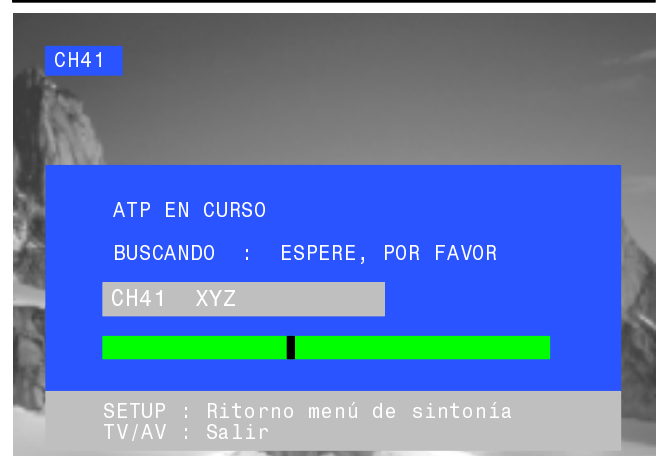 CH41
ATP EN CURSO
BUSCANDO : ESPERE, POR FAVOR
CH41 XYZ
SETUP : Ritorno menú de sintonía
TV/AV : Salir